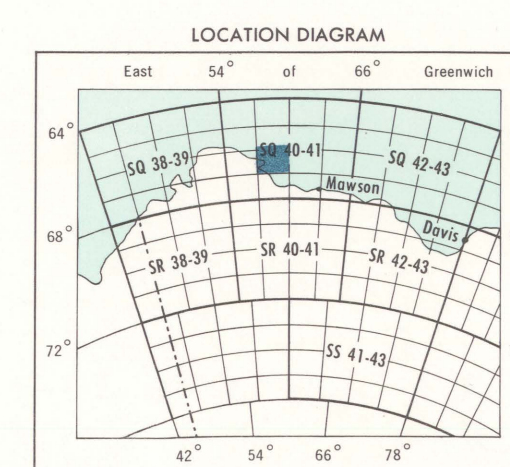 LOCATION DIAGRAM
East 54° of 66° Greenwich
64°
SQ 38-39 SQ 40-41 SQ 42-43
Mawson
68°
Davis
SR 38-39 SR 40-41 SR 42-43
72°
SS 41-43
42° 54° 66° 78°